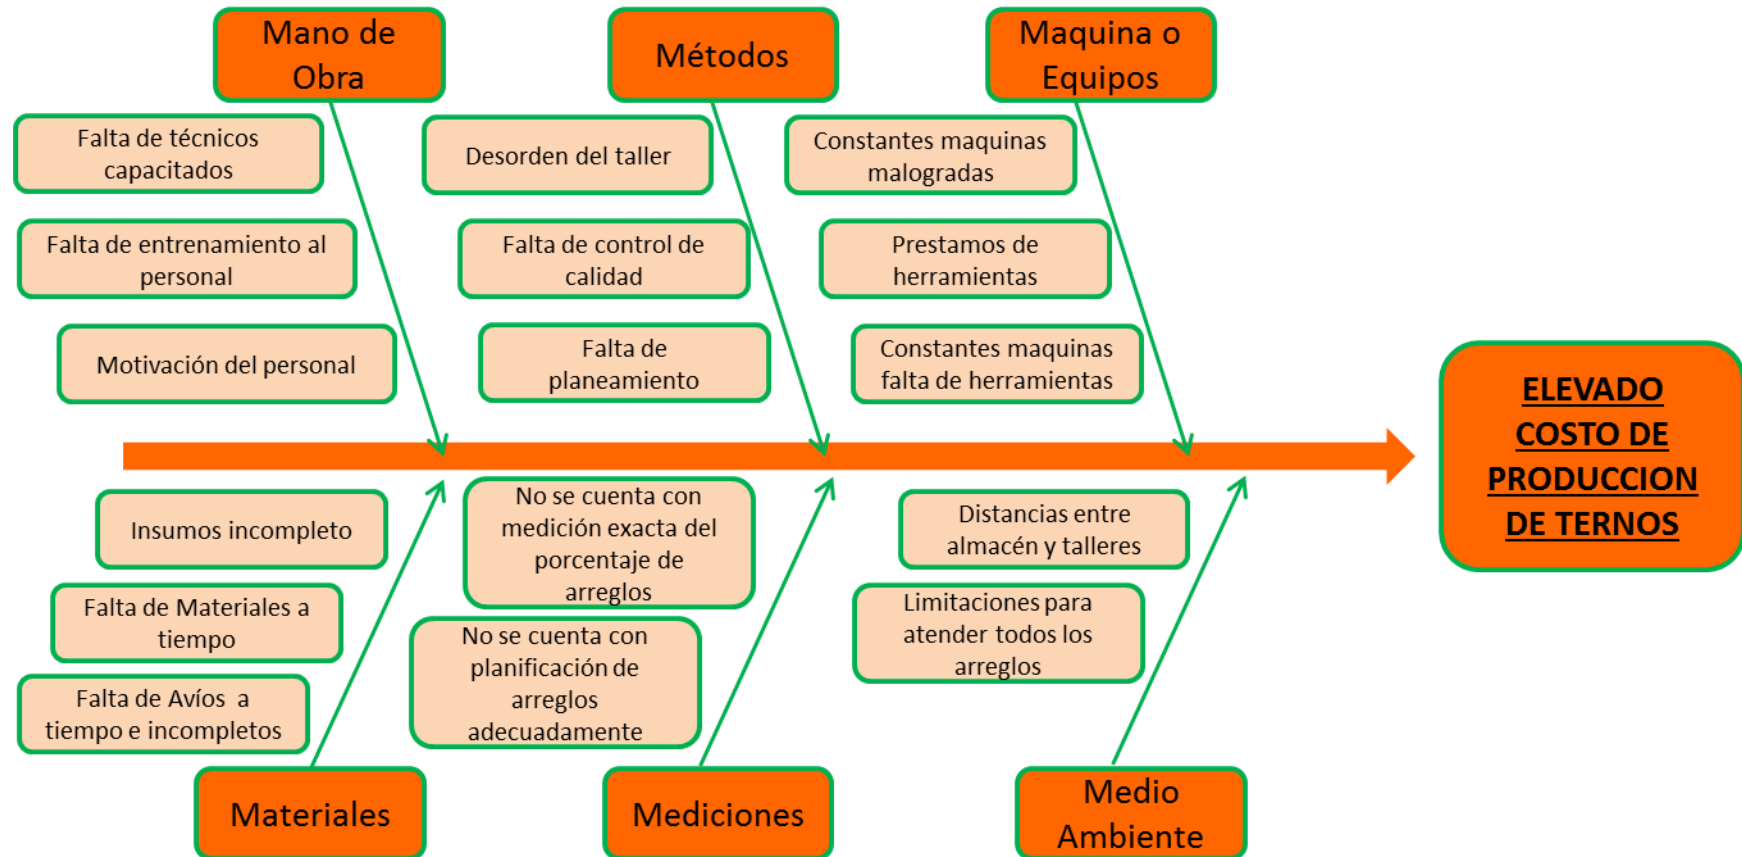 Mano de
Obra
Métodos
Maquina o
Equipos
Falta de técnicos
capacitados
Desorden del taller
Constantes maquinas
malogradas
Falta de entrenamiento al
personal
Falta de control de
calidad
Prestamos de
herramientas
Motivación del personal
Falta de
planeamiento
Constantes maquinas
falta de herramientas
ELEVADO
COSTO DE
PRODUCCION
DE TERNOS
Insumos incompleto
No se cuenta con
medición exacta del
porcentaje de
arreglos
Distancias entre
almacén y talleres
Falta de Materiales a
tiempo
No se cuenta con
planificación de
arreglos
adecuadamente
Limitaciones para
atender todos los
arreglos
Falta de Avíos a
tiempo e incompletos
Materiales
Mediciones
Medio
Ambiente